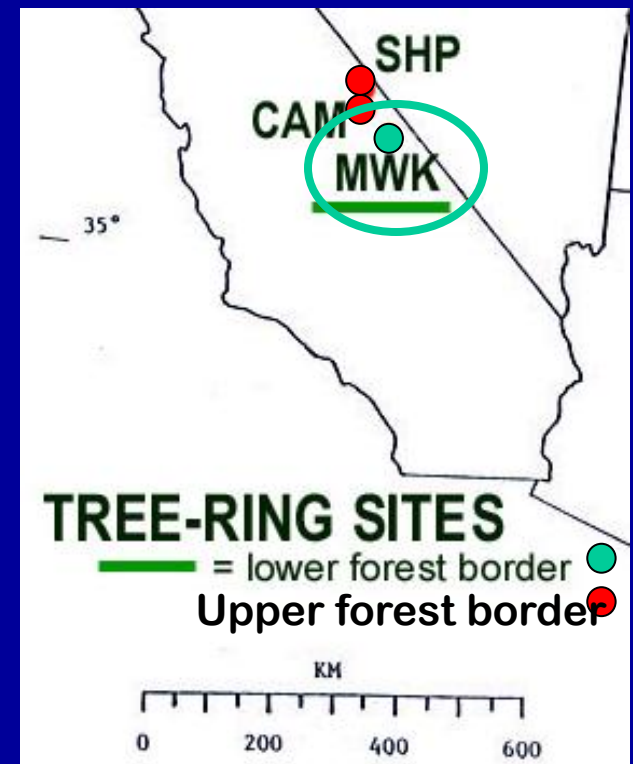 SHP
CAM
MWK
35°
TREE-RING SITES
= lower forest border
Upper forest border
KM
0 200 400 600